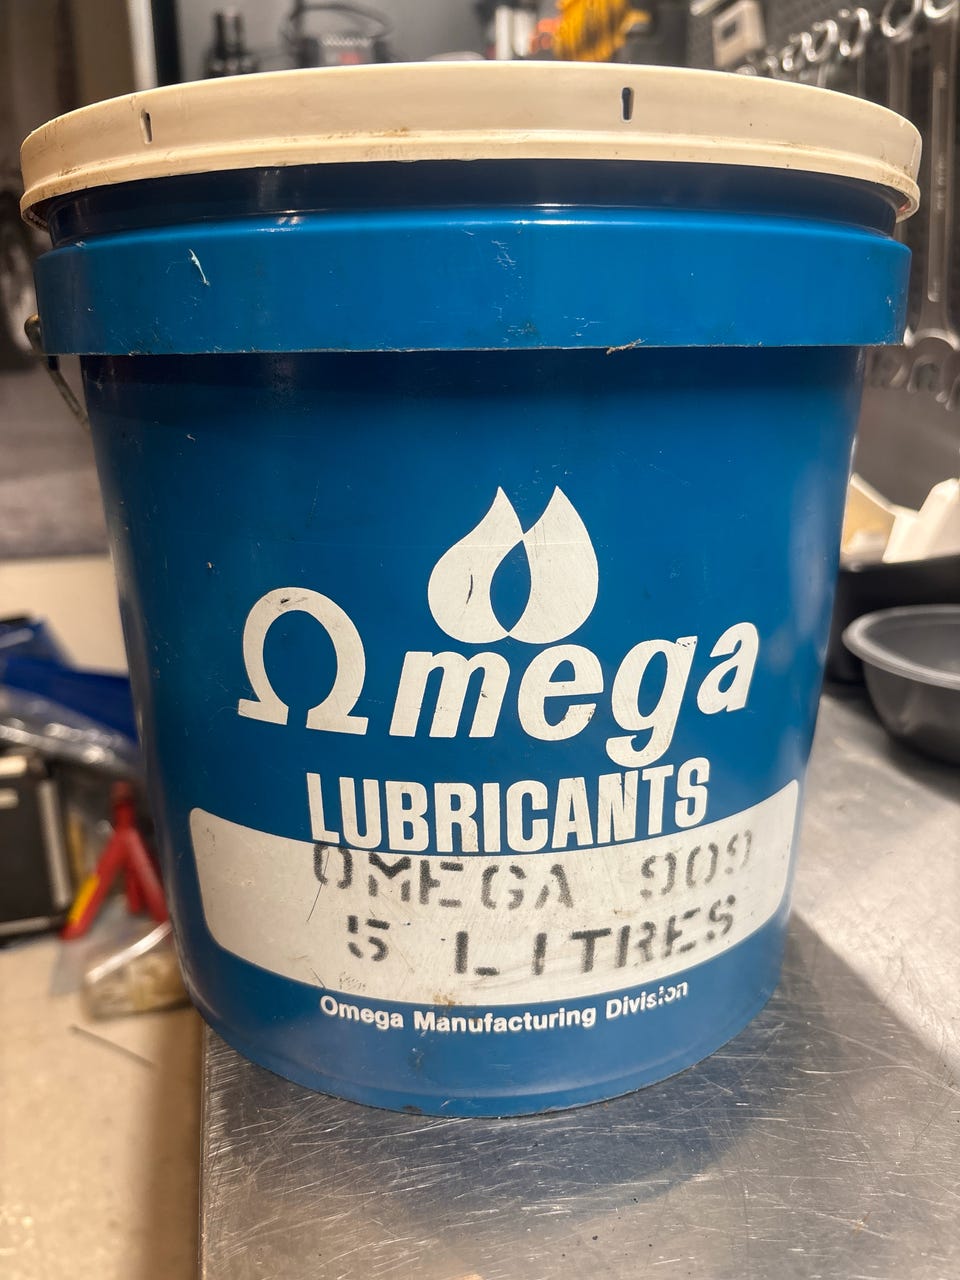 Ωmega
LUBRICANTS
OMEGA 909
5 LITRES
Omega Manufacturing Division